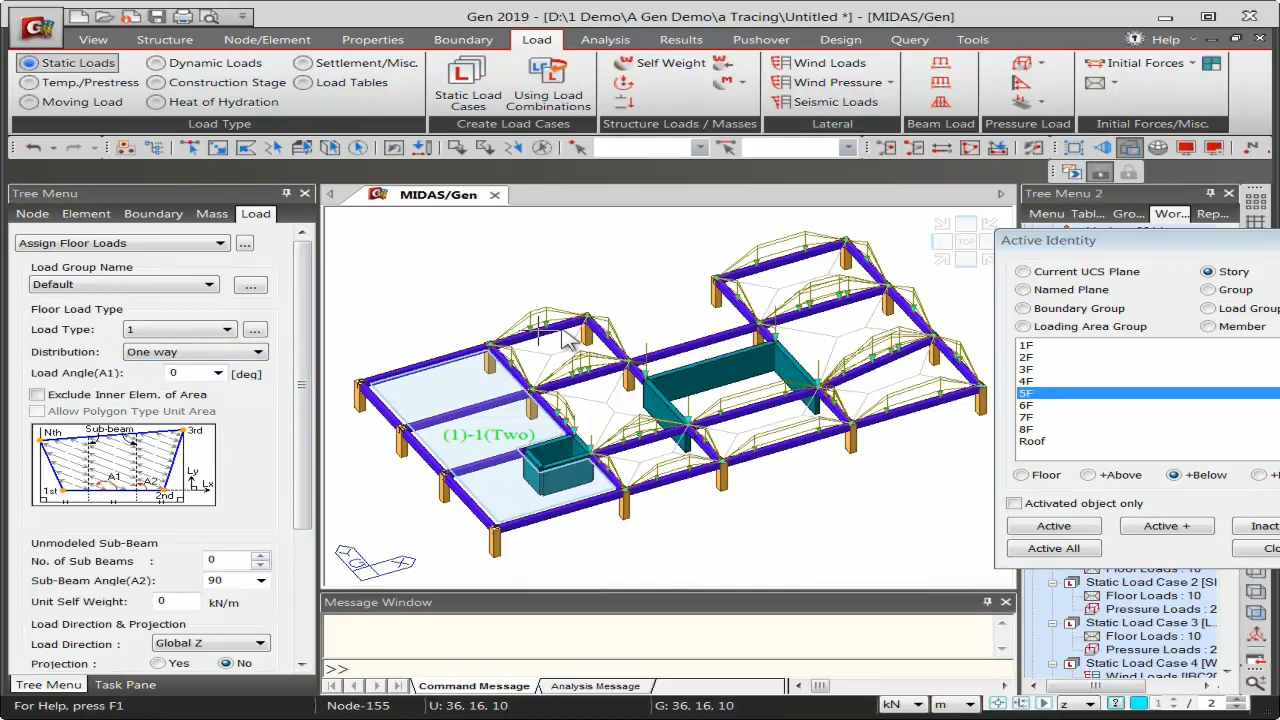 Gen 2019 - [D:\1 Demo\A Gen Demo\a Tracing\Untitled *] - [MIDAS/Gen]
View Structure Node/Element Properties Boundary Load Analysis Results Pushover Design Query Tools Help
Static Loads Dynamic Loads Settlement/Misc. Self Weight Wind Loads Initial Forces
Temp./Prestress Construction Stage Load Tables Wind Pressure
Moving Load Heat of Hydration Seismic Loads
Static Load Cases
Using Load Combinations
Load Type Create Load Cases Structure Loads / Masses Lateral Beam Load Pressure Load Initial Forces/Misc.
Tree Menu
Node Element Boundary Mass Load
Assign Floor Loads ...
Load Group Name
Default ...
Floor Load Type
Load Type: 1 ...
Distribution: One way
Load Angle(A1): 0 [deg]
Exclude Inner Elem. of Area
Allow Polygon Type Unit Area
Nth Sub-beam 3rd
A1 A2 Ly
1st 2nd Lx
Unmodeled Sub-Beam
No. of Sub Beams : 0
Sub-Beam Angle(A2): 90
Unit Self Weight: 0 kN/m
Load Direction & Projection
Load Direction : Global Z
Projection : Yes No
Tree Menu Task Pane
MIDAS/Gen
TOP
(1)-1(Two)
Message Window
>>
Command Message Analysis Message
Tree Menu 2
Menu Tabl... Gro... Wor... Rep...
Active Identity
Current UCS Plane Story
Named Plane Group
Boundary Group Load Group
Loading Area Group Member
1F
2F
3F
4F
5F
6F
7F
8F
Roof
Floor +Above +Below
Activated object only
Active Active + Inact
Active All Clo
Floor Loads : 10
Static Load Case 2 [SI
Floor Loads : 10
Pressure Loads : 2
Static Load Case 3 [L.
Floor Loads : 10
Pressure Loads : 2
Static Load Case 4 [W
Wind Loads [IBC20
For Help, press F1 Node-155 U: 36, 16, 10 G: 36, 16, 10 kN m z ? 1 / 2